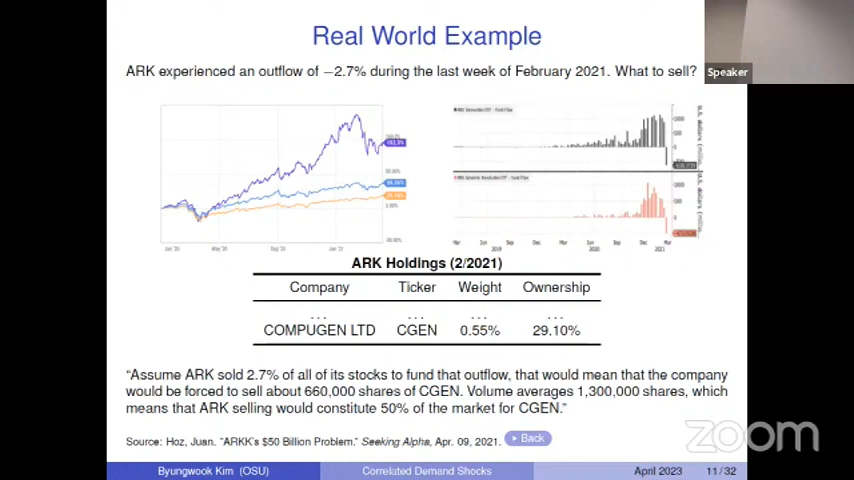 Real World Example
ARK experienced an outflow of −2.7% during the last week of February 2021. What to sell?
Speaker
ARK Holdings (2/2021)
Company Ticker Weight Ownership
... ... ... ...
COMPUGEN LTD CGEN 0.55% 29.10%
“Assume ARK sold 2.7% of all of its stocks to fund that outflow, that would mean that the company
would be forced to sell about 660,000 shares of CGEN. Volume averages 1,300,000 shares, which
means that ARK selling would constitute 50% of the market for CGEN.”
Source: Hoz, Juan. “ARKK's $50 Billion Problem.” Seeking Alpha, Apr. 09, 2021. Back
zoom
Byungwook Kim (OSU) Correlated Demand Shocks April 2023 11/32